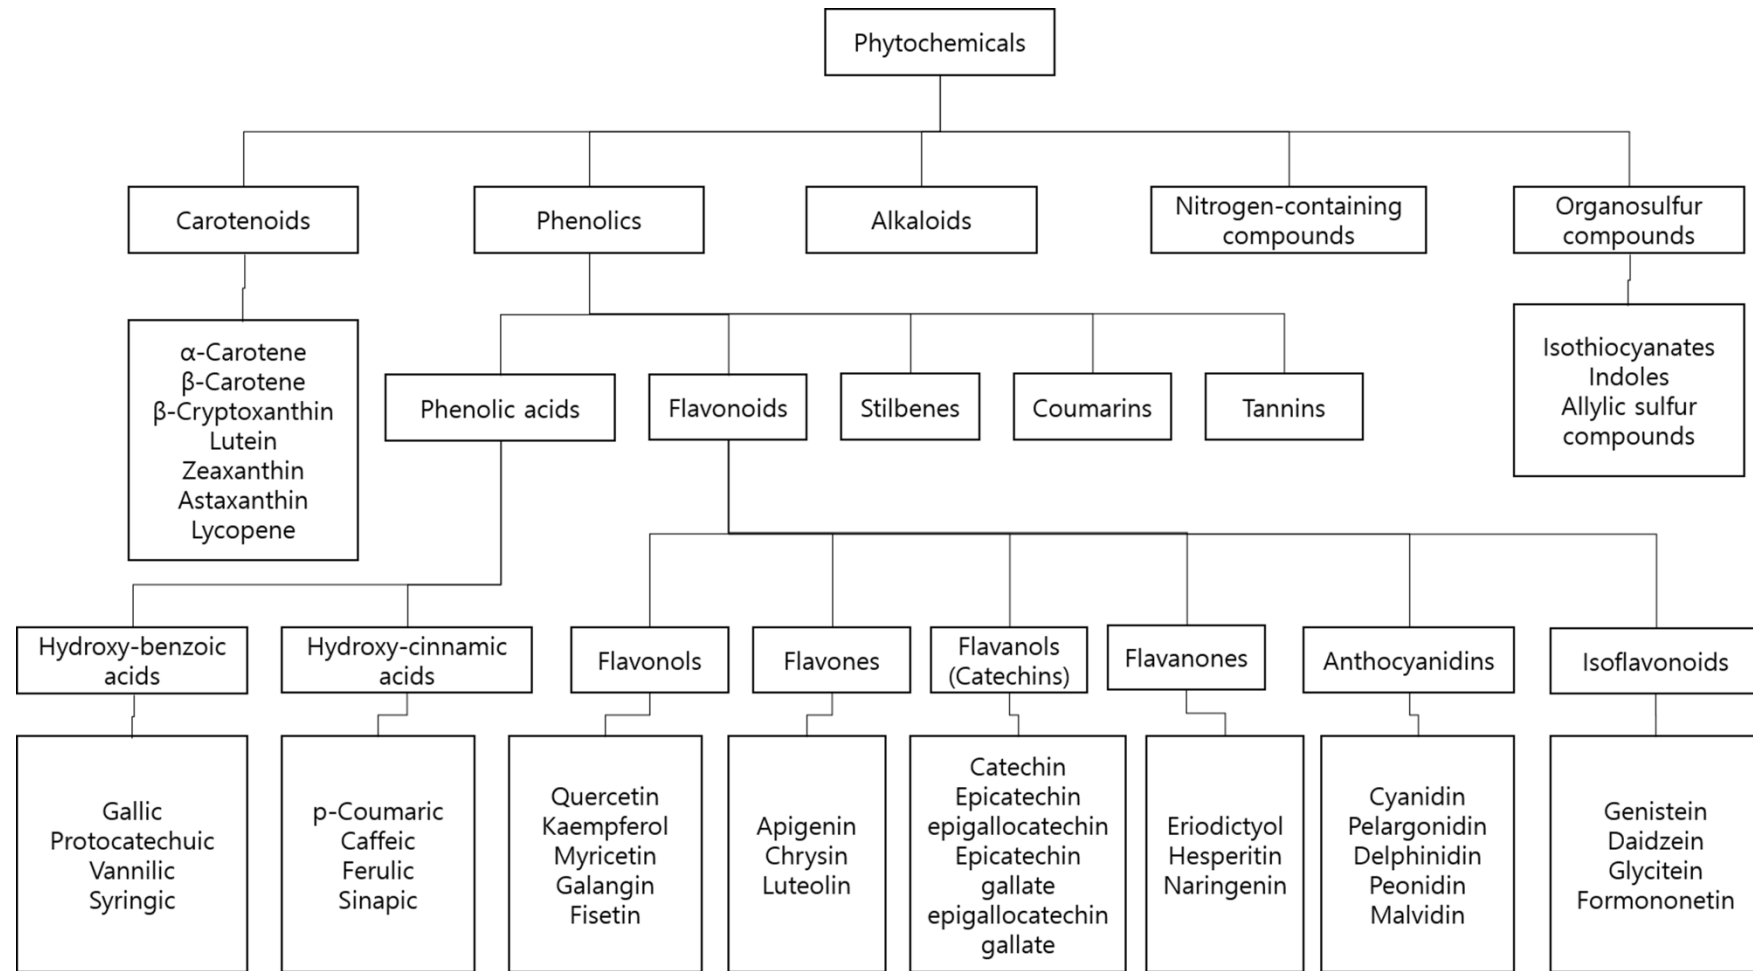 Phytochemicals
Carotenoids
Phenolics
Alkaloids
Nitrogen-containing
compounds
Organosulfur
compounds
α-Carotene
β-Carotene
β-Cryptoxanthin
Lutein
Zeaxanthin
Astaxanthin
Lycopene
Phenolic acids
Flavonoids
Stilbenes
Coumarins
Tannins
Isothiocyanates
Indoles
Allylic sulfur
compounds
Hydroxy-benzoic
acids
Hydroxy-cinnamic
acids
Flavonols
Flavones
Flavanols
(Catechins)
Flavanones
Anthocyanidins
Isoflavonoids
Gallic
Protocatechuic
Vannilic
Syringic
p-Coumaric
Caffeic
Ferulic
Sinapic
Quercetin
Kaempferol
Myricetin
Galangin
Fisetin
Apigenin
Chrysin
Luteolin
Catechin
Epicatechin
epigallocatechin
Epicatechin
gallate
epigallocatechin
gallate
Eriodictyol
Hesperitin
Naringenin
Cyanidin
Pelargonidin
Delphinidin
Peonidin
Malvidin
Genistein
Daidzein
Glycitein
Formononetin